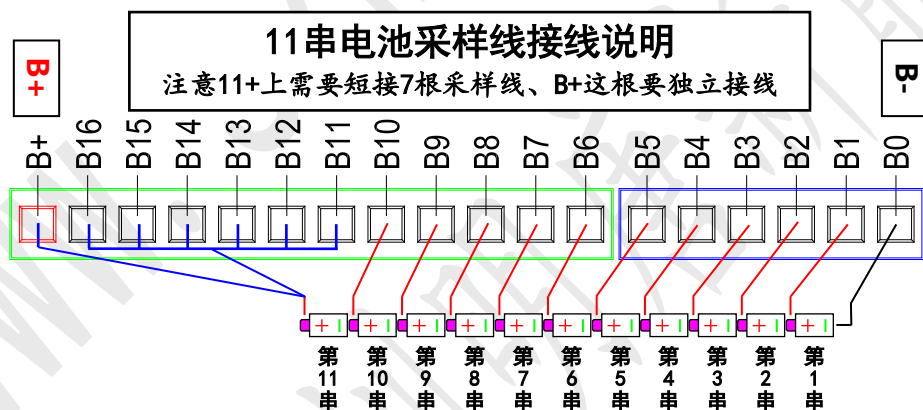 11串电池采样线接线说明
注意11+上需要短接7根采样线、B+这根要独立接线
B+
B-
B+ B16 B15 B14 B13 B12 B11 B10 B9 B8 B7 B6 B5 B4 B3 B2 B1 B0
+ − + − + − + − + − + − + − + − + − + − + −
第11串 第10串 第9串 第8串 第7串 第6串 第5串 第4串 第3串 第2串 第1串